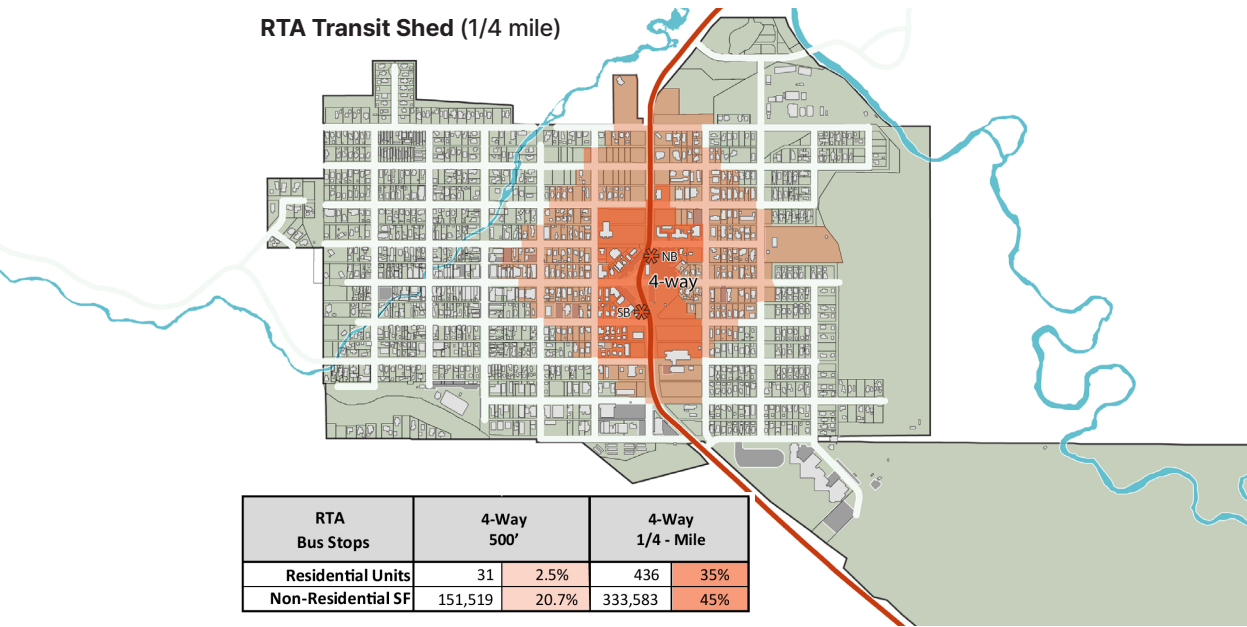 RTA Transit Shed (1/4 mile)
NB
4-way
SB
RTA Bus Stops 4-Way 500’ 4-Way 1/4 - Mile
Residential Units 31 2.5% 436 35%
Non-Residential SF 151,519 20.7% 333,583 45%